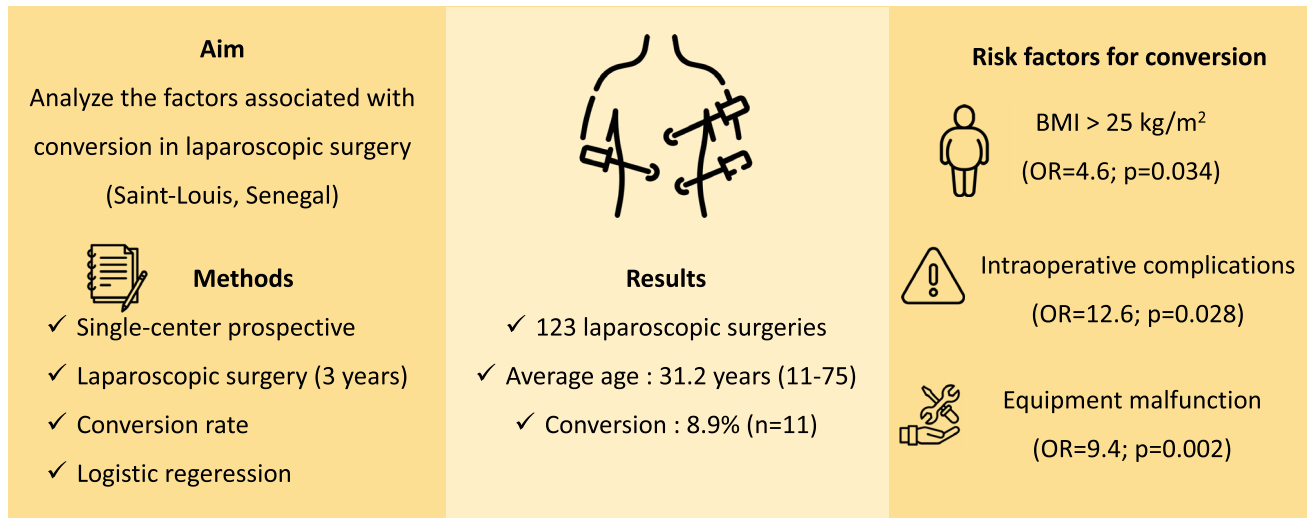 Aim
Analyze the factors associated with
conversion in laparoscopic surgery
(Saint-Louis, Senegal)
Methods
✓ Single-center prospective
✓ Laparoscopic surgery (3 years)
✓ Conversion rate
✓ Logistic regeression
Results
✓ 123 laparoscopic surgeries
✓ Average age : 31.2 years (11-75)
✓ Conversion : 8.9% (n=11)
Risk factors for conversion
BMI > 25 kg/m²
(OR=4.6; p=0.034)
Intraoperative complications
(OR=12.6; p=0.028)
Equipment malfunction
(OR=9.4; p=0.002)